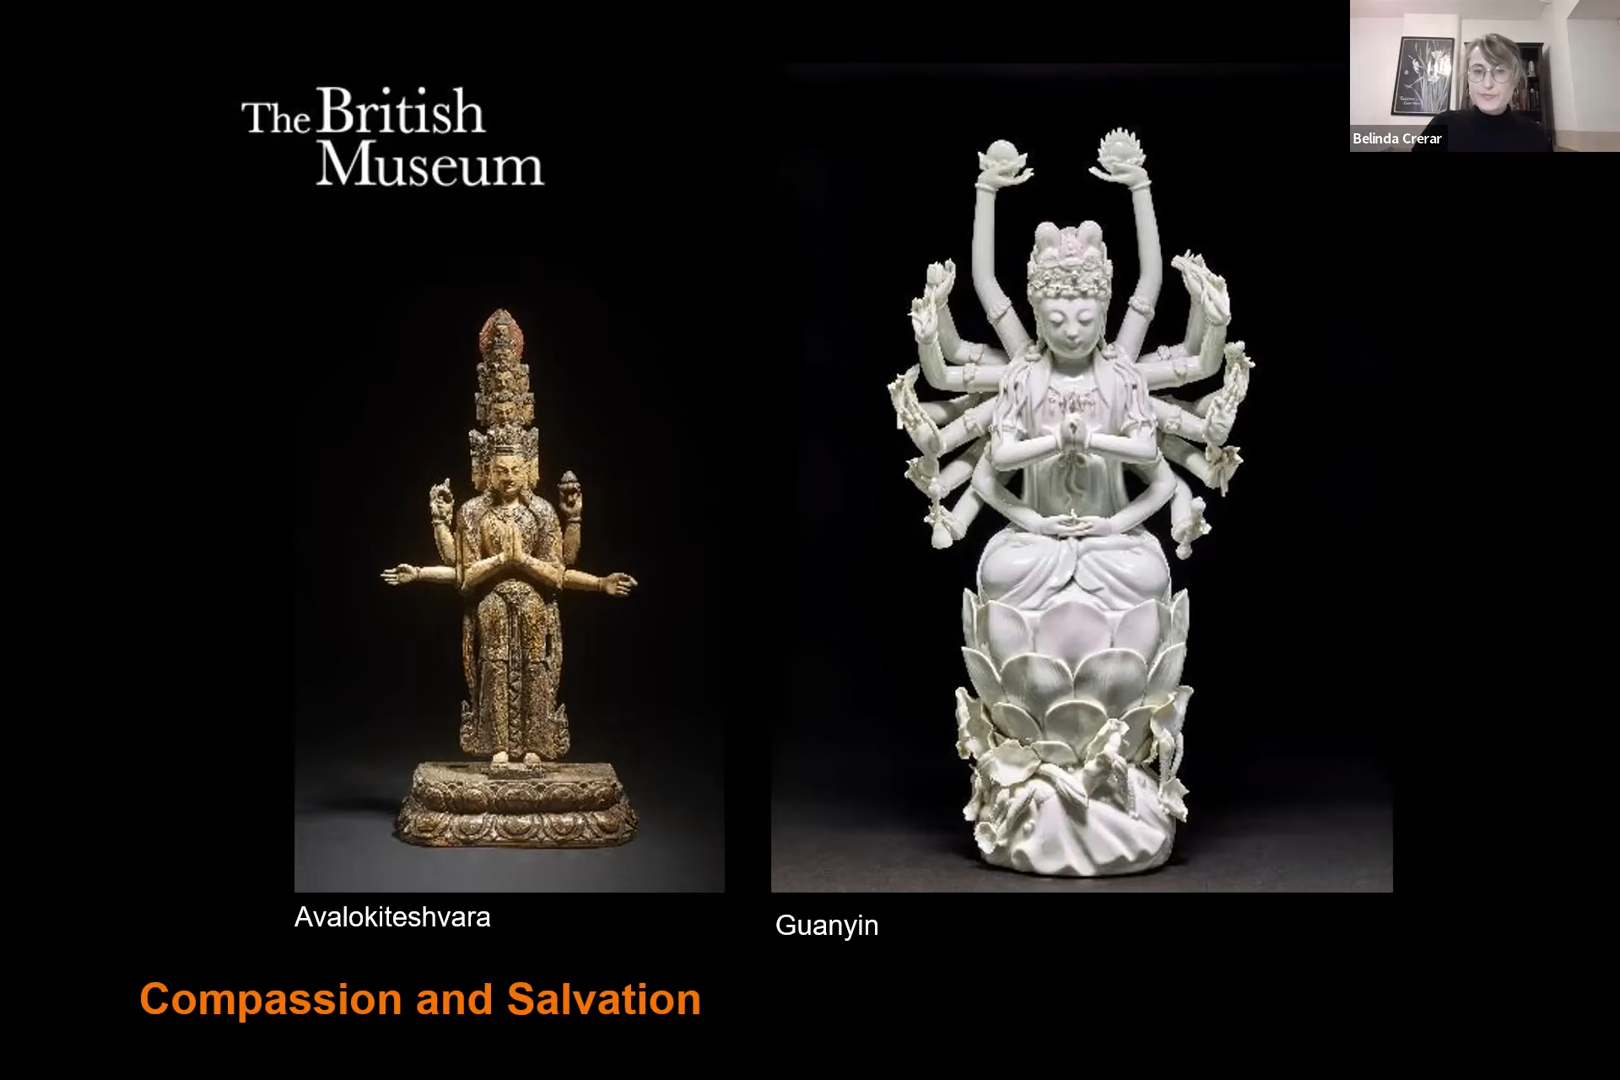 The British
Museum
Belinda Crerar
Avalokiteshvara
Guanyin
Compassion and Salvation